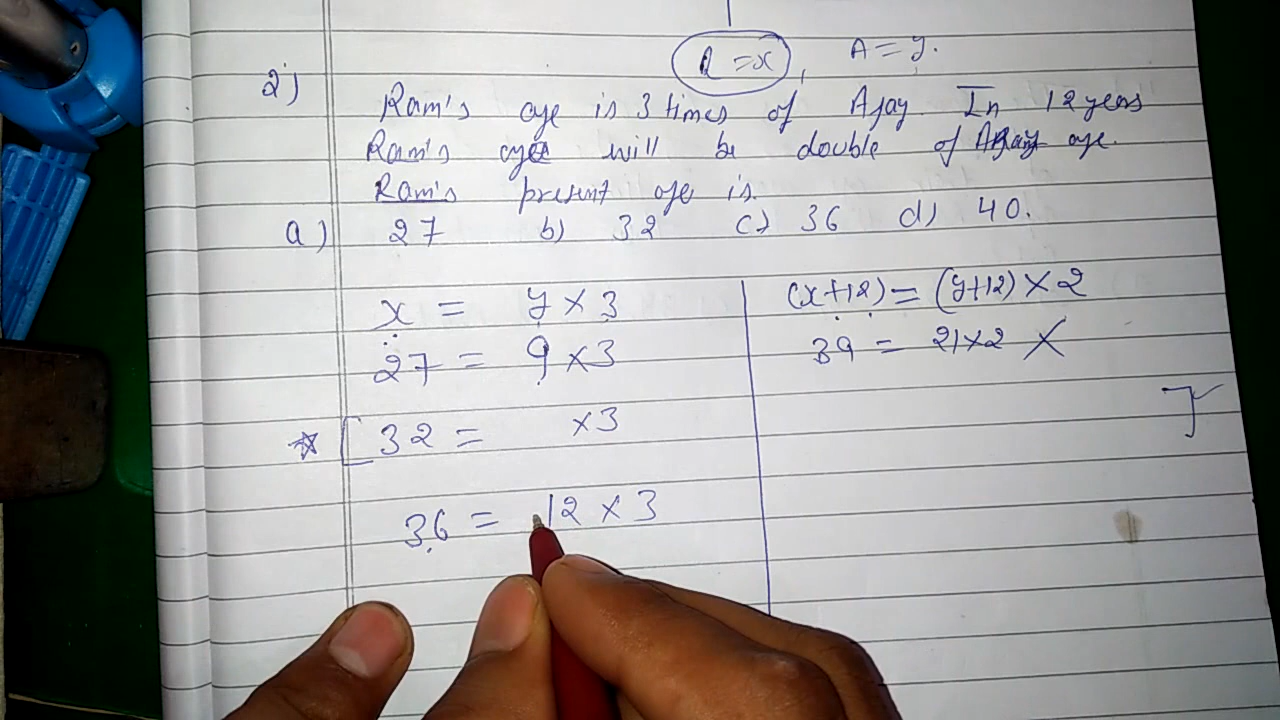 R = x, A = y.
2) Ram's age is 3 times of Ajay. In 12 years
Ram's age will be double of Ajay age.
Ram's present age is.
a) 27 b) 32 c) 36 d) 40.
x = y × 3
(x+12) = (y+12) × 2
27 = 9 × 3
39 = 21 × 2 ×
☆ [ 32 = × 3 ]
36 = 12 × 3